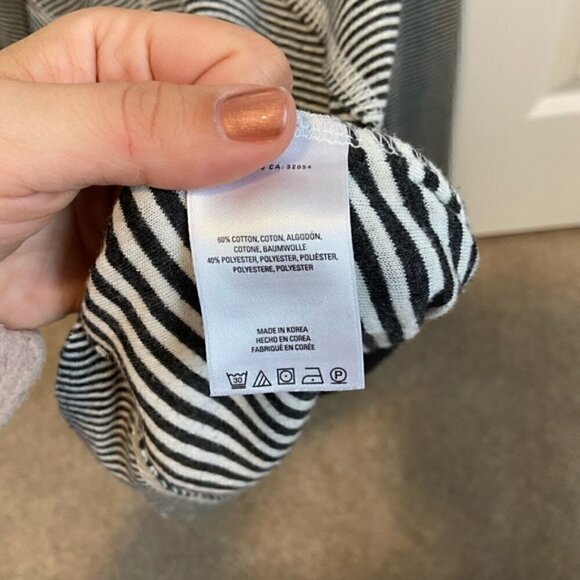 CA: 32054
60% COTTON, COTON, ALGODÓN,
COTONE, BAUMWOLLE
40% POLYESTER, POLYESTER, POLIÉSTER,
POLYESTERE, POLYESTER
MADE IN KOREA
HECHO EN COREA
FABRIQUÉ EN CORÉE
30 P